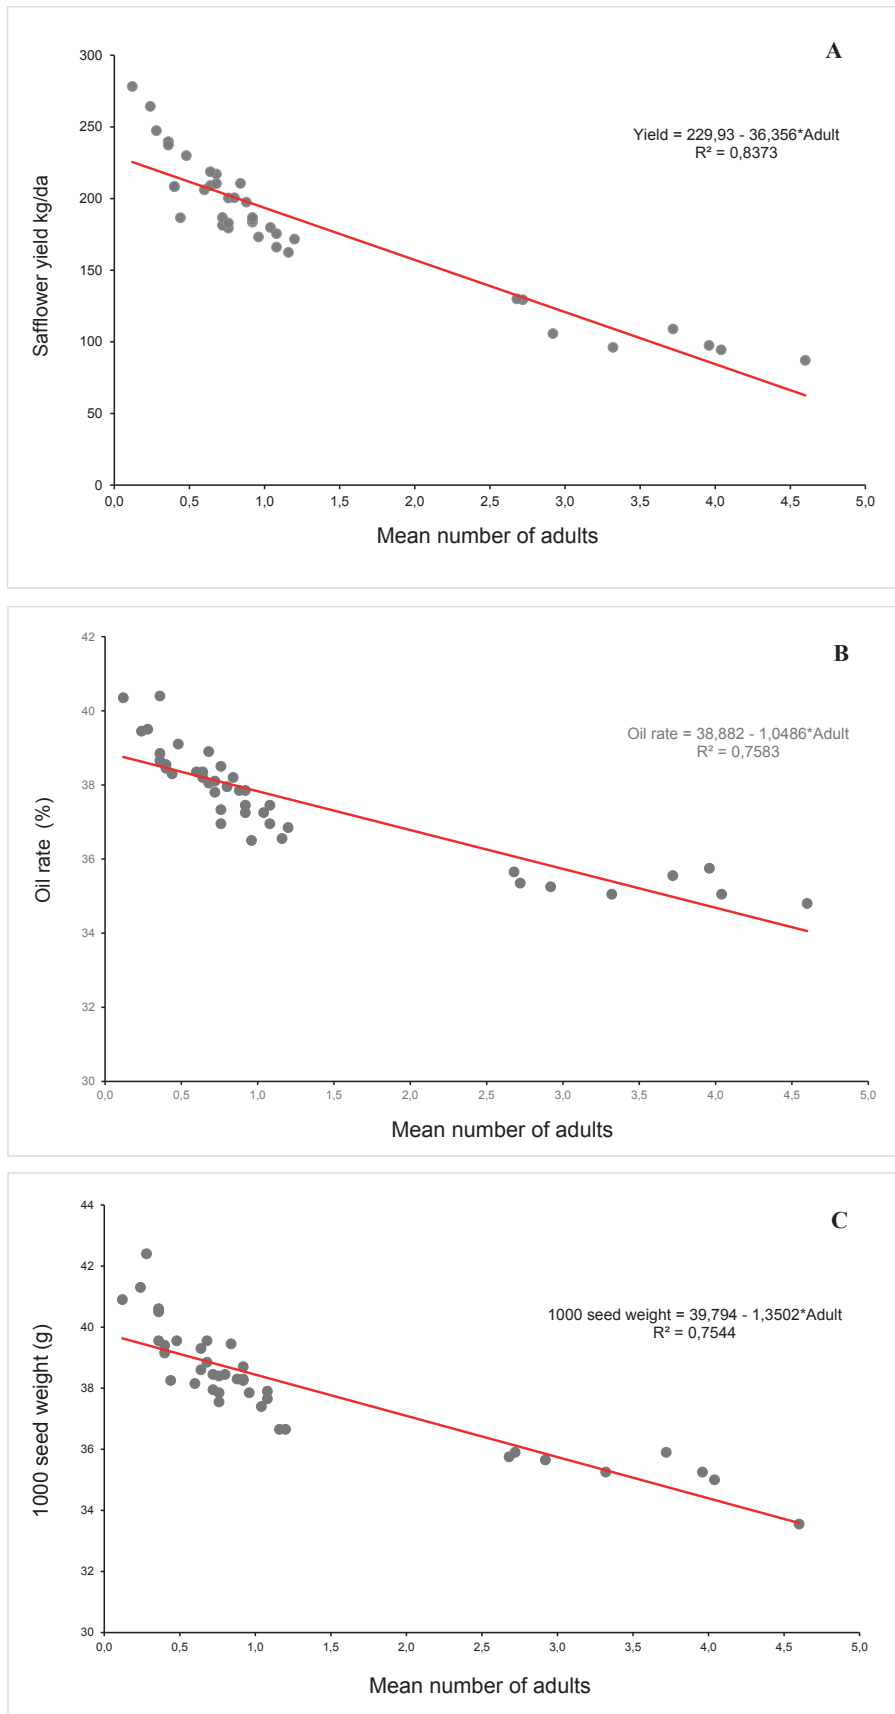 A
300
250
200
150
100
50
0
Safflower yield kg/da
Yield = 229,93 - 36,356*Adult
R² = 0,8373
0,0 0,5 1,0 1,5 2,0 2,5 3,0 3,5 4,0 4,5 5,0
Mean number of adults
B
42
40
38
36
34
32
30
Oil rate (%)
Oil rate = 38,882 - 1,0486*Adult
R² = 0,7583
0,0 0,5 1,0 1,5 2,0 2,5 3,0 3,5 4,0 4,5 5,0
Mean number of adults
C
44
42
40
38
36
34
32
30
1000 seed weight (g)
1000 seed weight = 39,794 - 1,3502*Adult
R² = 0,7544
0,0 0,5 1,0 1,5 2,0 2,5 3,0 3,5 4,0 4,5 5,0
Mean number of adults